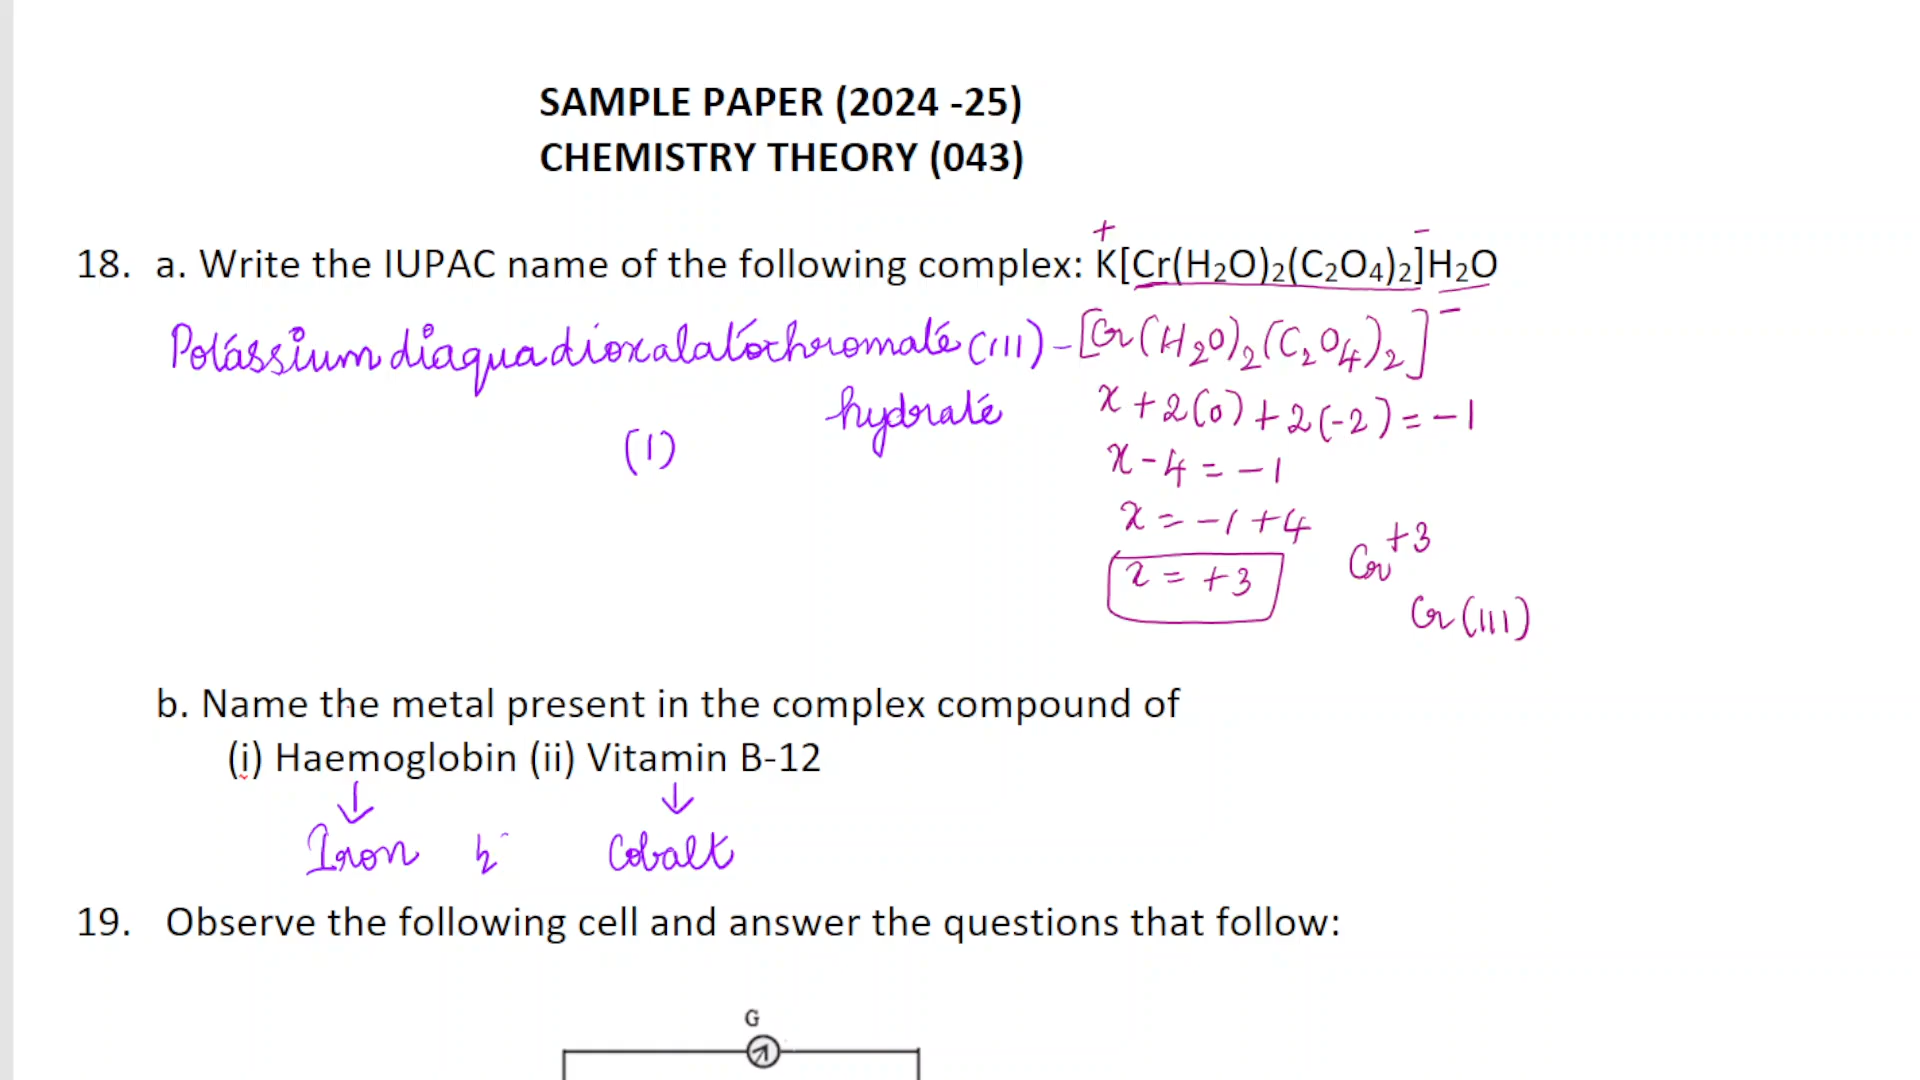 SAMPLE PAPER (2024 -25)
CHEMISTRY THEORY (043)
+ −
18. a. Write the IUPAC name of the following complex: K[Cr(H₂O)₂(C₂O₄)₂]H₂O
Potassium diaquadioxalatochromate (III) - [Cr(H₂O)₂(C₂O₄)₂]⁻
hydrate x + 2(0) + 2(-2) = -1
(1) x - 4 = -1
x = -1 + 4
x = +3 Cr⁺³
Cr(III)
b. Name the metal present in the complex compound of
(i) Haemoglobin (ii) Vitamin B-12
↓ ↓
Iron Cobalt
19. Observe the following cell and answer the questions that follow:
G